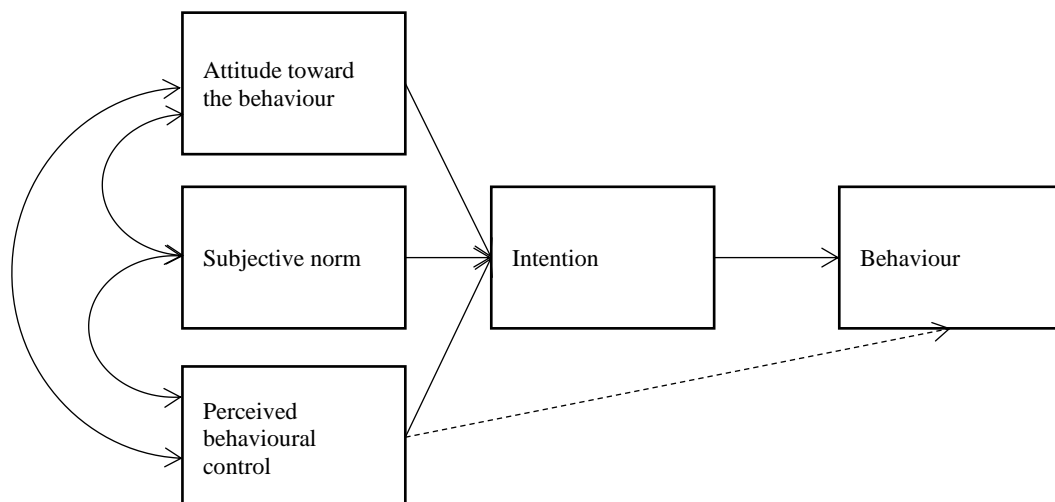 Attitude toward
the behaviour
Subjective norm
Intention
Behaviour
Perceived
behavioural
control